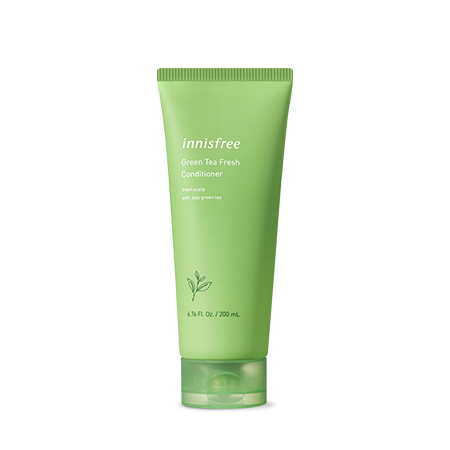 innisfree
Green Tea Fresh
Conditioner
fresh scalp
with Jeju green tea
6.76 FL Oz. / 200 mL